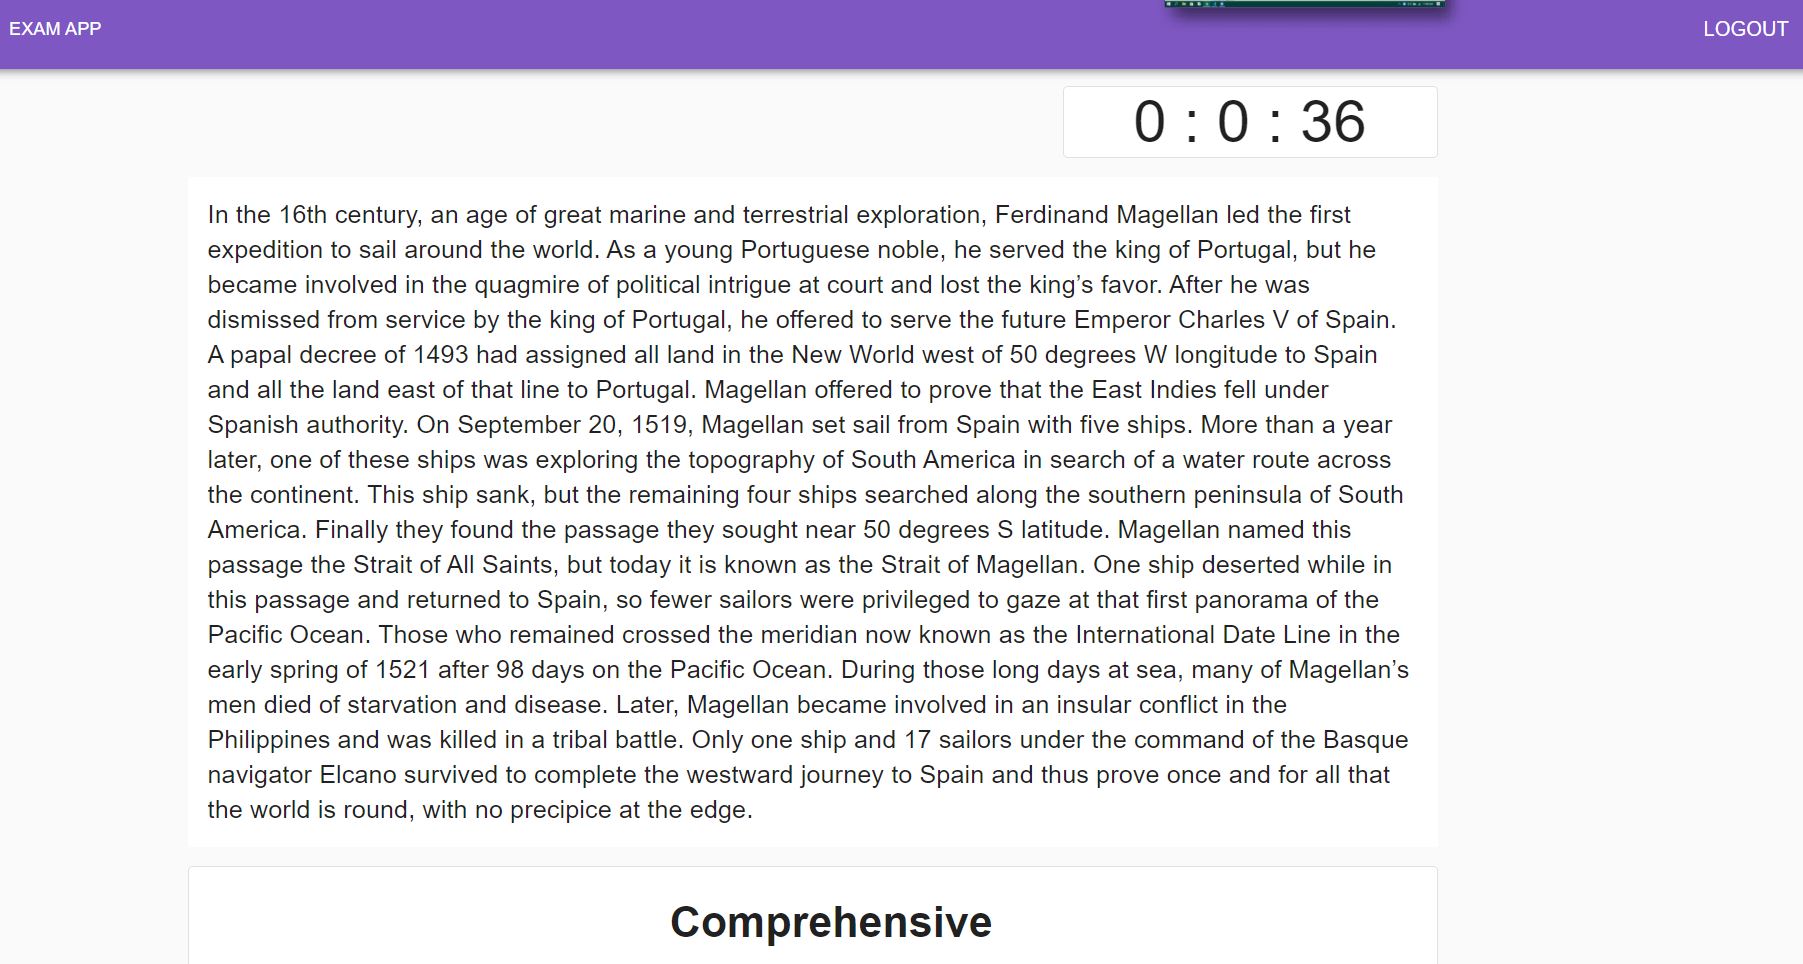 EXAM APP
LOGOUT
0 : 0 : 36
In the 16th century, an age of great marine and terrestrial exploration, Ferdinand Magellan led the first
expedition to sail around the world. As a young Portuguese noble, he served the king of Portugal, but he
became involved in the quagmire of political intrigue at court and lost the king’s favor. After he was
dismissed from service by the king of Portugal, he offered to serve the future Emperor Charles V of Spain.
A papal decree of 1493 had assigned all land in the New World west of 50 degrees W longitude to Spain
and all the land east of that line to Portugal. Magellan offered to prove that the East Indies fell under
Spanish authority. On September 20, 1519, Magellan set sail from Spain with five ships. More than a year
later, one of these ships was exploring the topography of South America in search of a water route across
the continent. This ship sank, but the remaining four ships searched along the southern peninsula of South
America. Finally they found the passage they sought near 50 degrees S latitude. Magellan named this
passage the Strait of All Saints, but today it is known as the Strait of Magellan. One ship deserted while in
this passage and returned to Spain, so fewer sailors were privileged to gaze at that first panorama of the
Pacific Ocean. Those who remained crossed the meridian now known as the International Date Line in the
early spring of 1521 after 98 days on the Pacific Ocean. During those long days at sea, many of Magellan’s
men died of starvation and disease. Later, Magellan became involved in an insular conflict in the
Philippines and was killed in a tribal battle. Only one ship and 17 sailors under the command of the Basque
navigator Elcano survived to complete the westward journey to Spain and thus prove once and for all that
the world is round, with no precipice at the edge.
Comprehensive